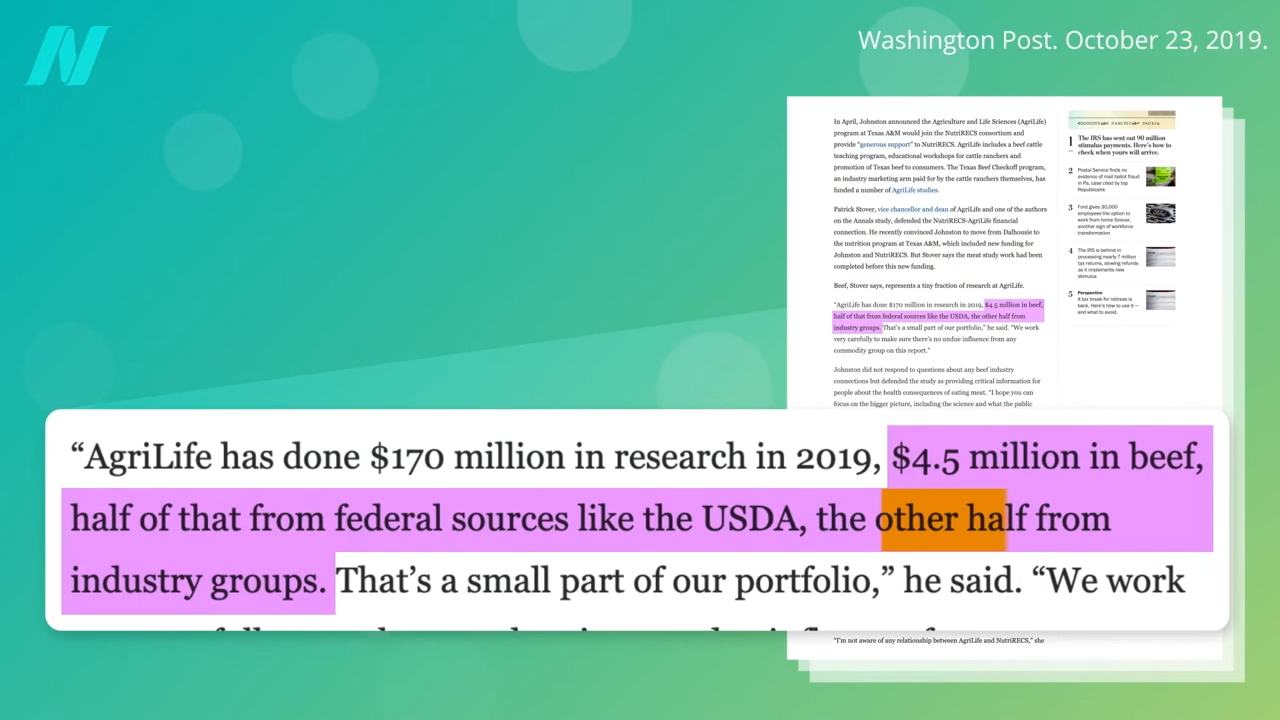 Washington Post. October 23, 2019.
In April, Johnston announced the Agriculture and Life Sciences (AgriLife)
program at Texas A&M would join the NutriRECS consortium and
provide “generous support” to NutriRECS. AgriLife includes a beef cattle
teaching program, educational workshops for cattle ranchers and
promotion of Texas beef to consumers. The Texas Beef Checkoff program,
an industry marketing arm paid for by the cattle ranchers themselves, has
funded a number of AgriLife studies.
Patrick Stover, vice chancellor and dean of AgriLife and one of the authors
on the Annals study, defended the NutriRECS-AgriLife financial
connection. He recently convinced Johnston to move from Dalhousie to
the nutrition program at Texas A&M, which included new funding for
Johnston and NutriRECS. But Stover says the meat study work had been
completed before this new funding.
Beef, Stover says, represents a tiny fraction of research at AgriLife.
“AgriLife has done $170 million in research in 2019, $4.5 million in beef,
half of that from federal sources like the USDA, the other half from
industry groups. That’s a small part of our portfolio,” he said. “We work
very carefully to make sure there’s no undue influence from any
commodity group on this report.”
Johnston did not respond to questions about any beef industry
connections but defended the study as providing critical information for
people about the health consequences of eating meat. “I hope you can
focus on the bigger picture, including the science and what the public
1 The IRS has sent out 90 million
stimulus payments. Here’s how to
check when yours will arrive.
2 Postal Service finds no
evidence of mail ballot fraud
in Pa. case cited by top
Republicans
3 Ford gives 30,000
employees the option to
work from home forever,
another sign of workforce
transformation
4 The IRS is behind in
processing nearly 7 million
tax returns, slowing refunds
as it implements new
stimulus
5 Perspective
A tax break for retirees is
back. Here’s how to use it —
and what to avoid.
“AgriLife has done $170 million in research in 2019, $4.5 million in beef,
half of that from federal sources like the USDA, the other half from
industry groups. That’s a small part of our portfolio,” he said. “We work
“I’m not aware of any relationship between AgriLife and NutriRECS,” she